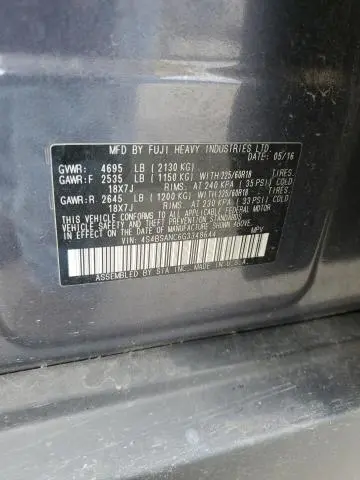 MFD BY FUJI HEAVY INDUSTRIES LTD.
DATE: 05/16
GVWR: 4695 LB (2130 KG)
GAWR:F 2535 LB (1150 KG) WITH 225/60R18 TIRES,
18X7J RIMS, AT 240 KPA (35 PSI) COLD
GAWR:R 2645 LB (1200 KG) WITH 225/60R18 TIRES,
18X7J RIMS, AT 230 KPA (33 PSI) COLD
THIS VEHICLE CONFORMS TO ALL APPLICABLE FEDERAL MOTOR
VEHICLE SAFETY AND BUMPER STANDARDS IN EFFECT ON
THE DATE OF MANUFACTURE SHOWN ABOVE.
VIN: 4S4BSANC6G3348644 MPV
ASSEMBLED BY SIA INC., MADE IN U.S.A.